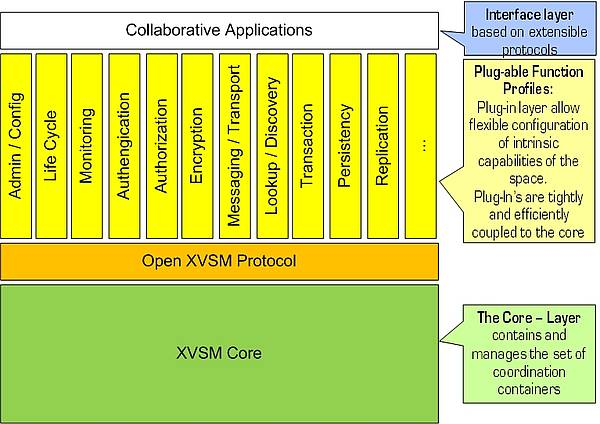 Collaborative Applications
Interface layer
based on extensible
protocols
Admin / Config
Life Cycle
Monitoring
Authengication
Authorization
Encryption
Messaging / Transport
Lookup / Discovery
Transaction
Persistency
Replication
...
Plug-able Function
Profiles:
Plug-in layer allow
flexible configuration
of intrinsic
capabilities of the
space.
Plug-In's are tightly
and efficiently
coupled to the core
Open XVSM Protocol
XVSM Core
The Core – Layer
contains and
manages the set of
coordination
containers